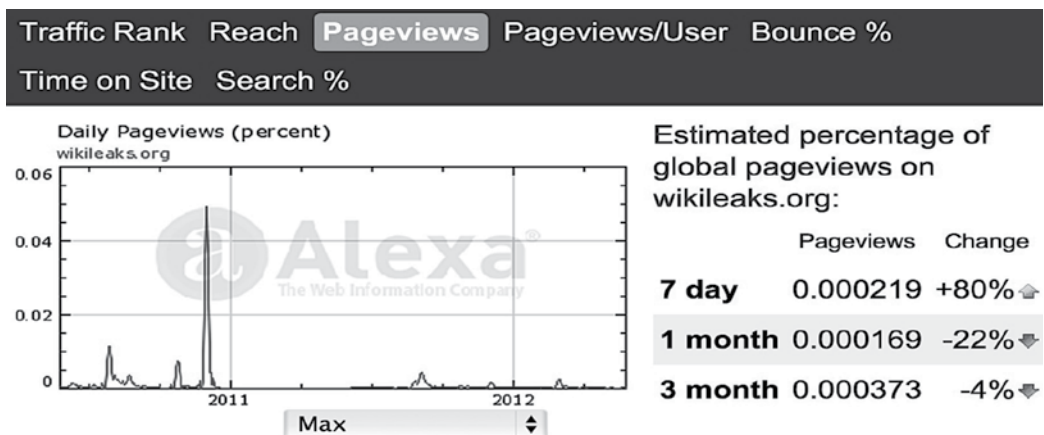 Traffic Rank Reach Pageviews Pageviews/User Bounce %
Time on Site Search %
Daily Pageviews (percent)
wikileaks.org
0.06
0.04
0.02
0
2011
2012
Alexa®
The Web Information Company
Max
Estimated percentage of
global pageviews on
wikileaks.org:
Pageviews Change
7 day 0.000219 +80%
1 month 0.000169 -22%
3 month 0.000373 -4%